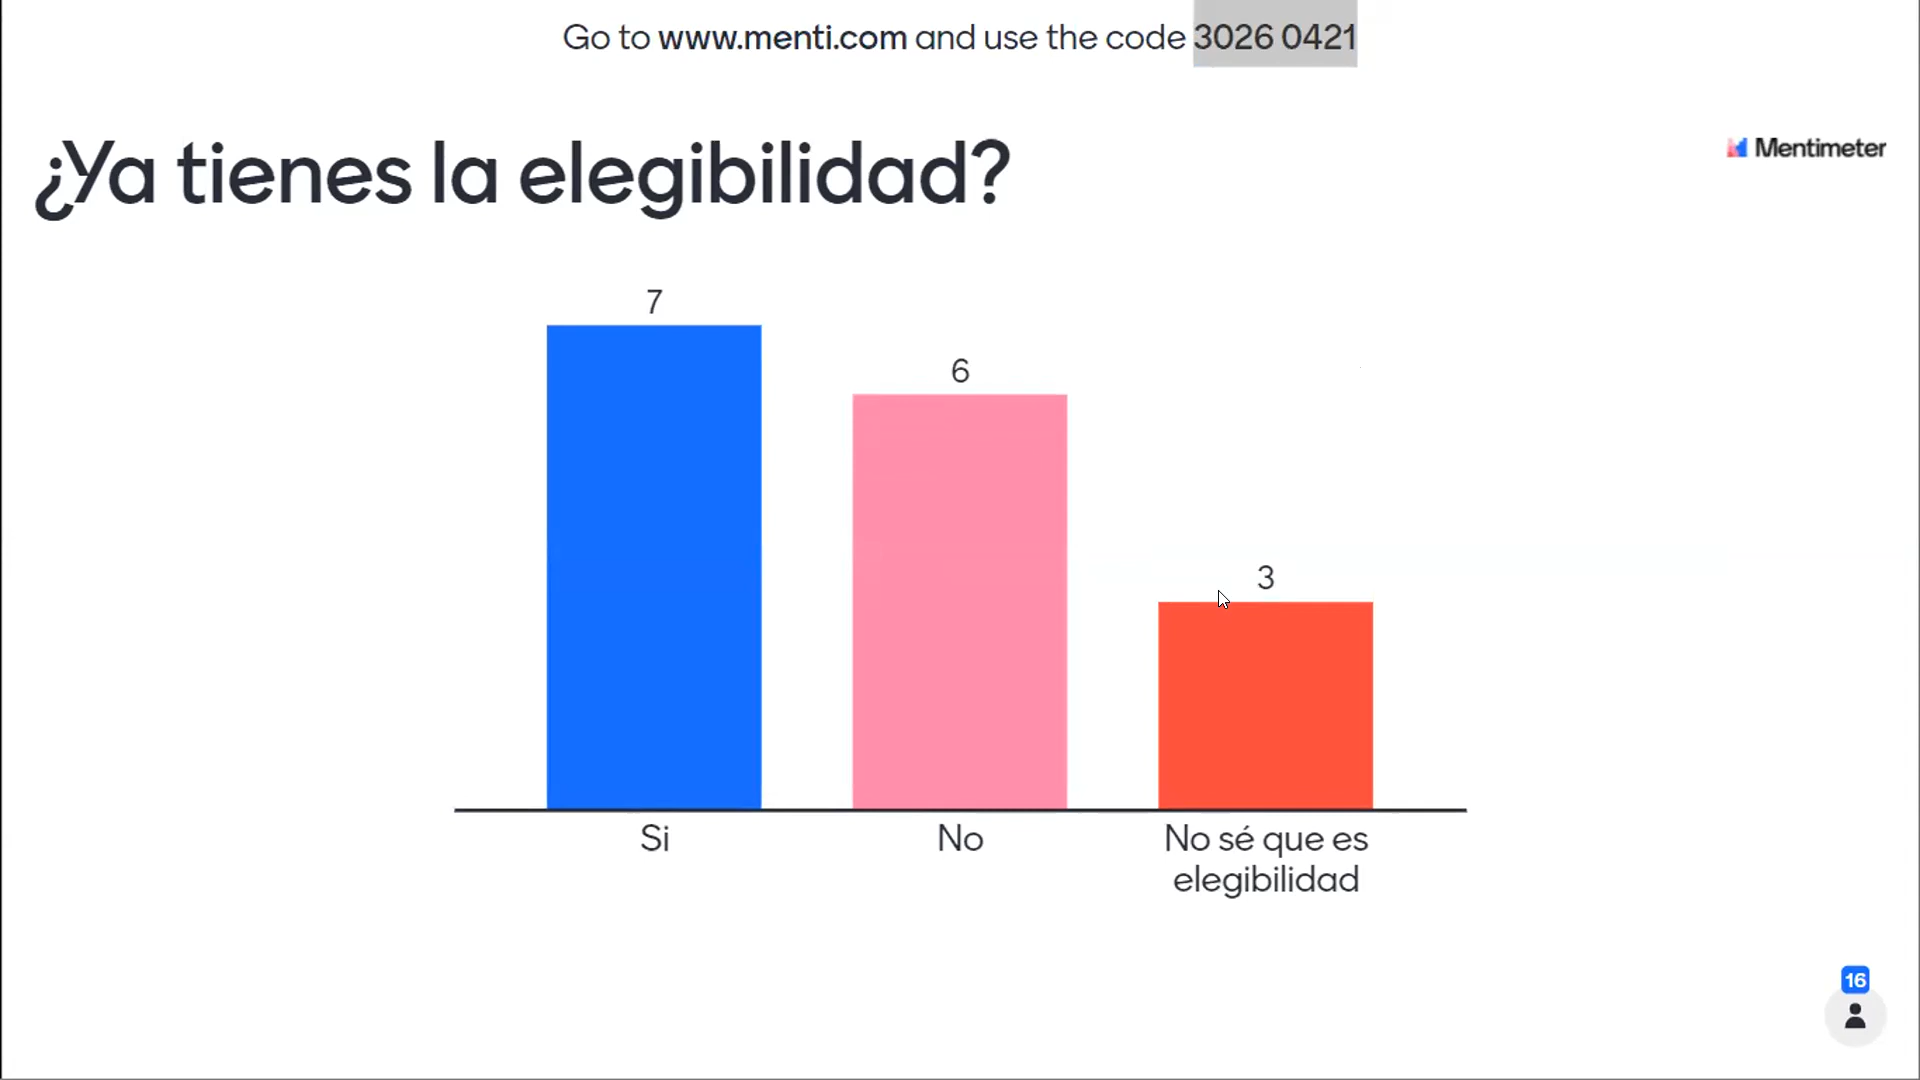 Go to www.menti.com and use the code 3026 0421
Mentimeter
¿Ya tienes la elegibilidad?
7
6
3
Si
No
No sé que es
elegibilidad
16